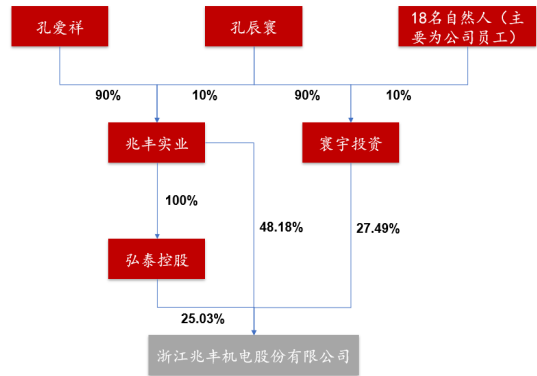 孔爱祥
孔辰寰
18名自然人（主
要为公司员工）
90%
10%
90%
10%
兆丰实业
寰宇投资
100%
48.18%
27.49%
弘泰控股
25.03%
浙江兆丰机电股份有限公司